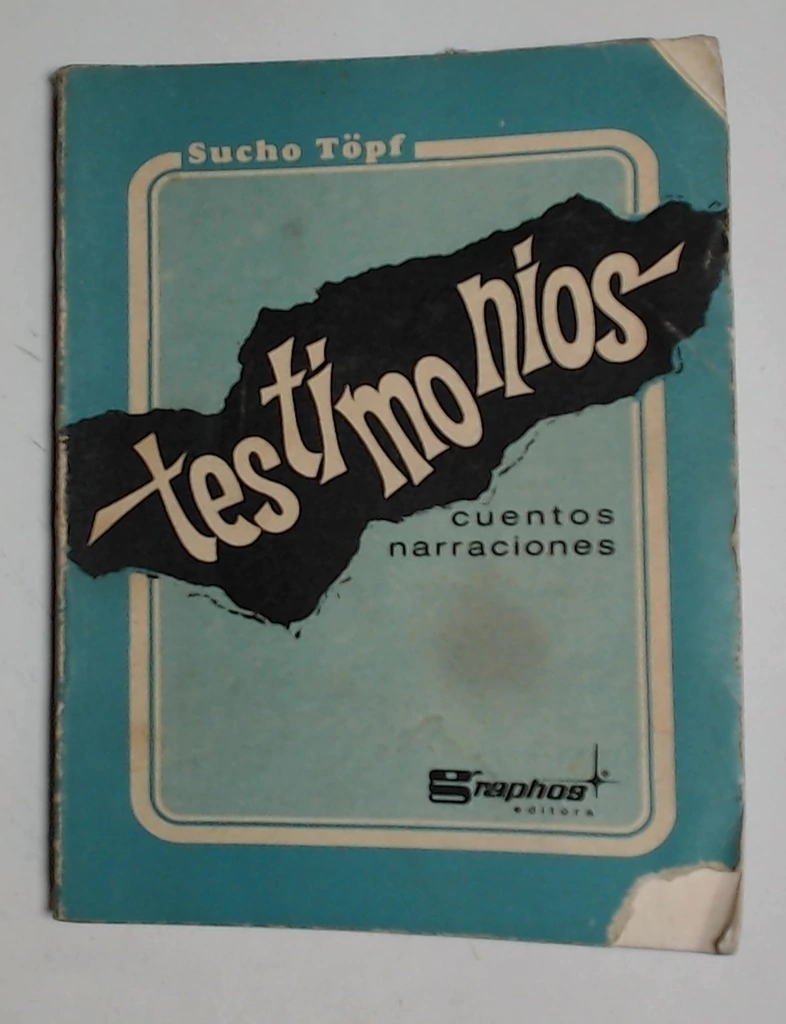 Sucho Töpf
testimonios
cuentos
narraciones
graphos
editora